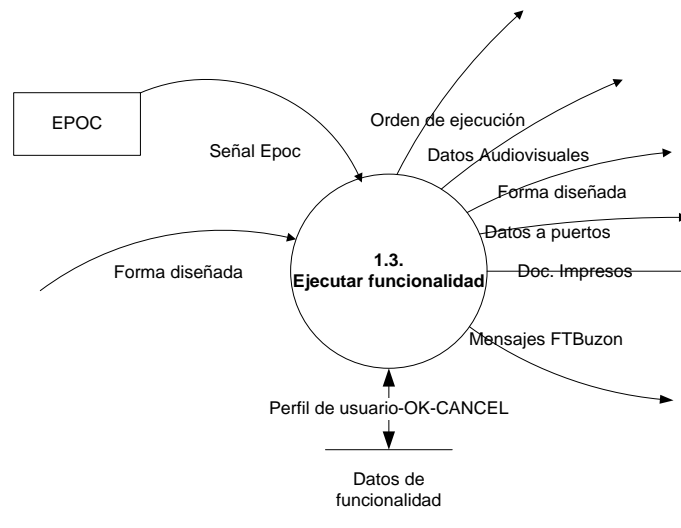 Orden de ejecución
EPOC
Señal Epoc
Datos Audiovisuales
Forma diseñada
Datos a puertos
1.3.
Ejecutar funcionalidad
Doc. Impresos
Forma diseñada
Mensajes FTBuzon
Perfil de usuario-OK-CANCEL
Datos de
funcionalidad